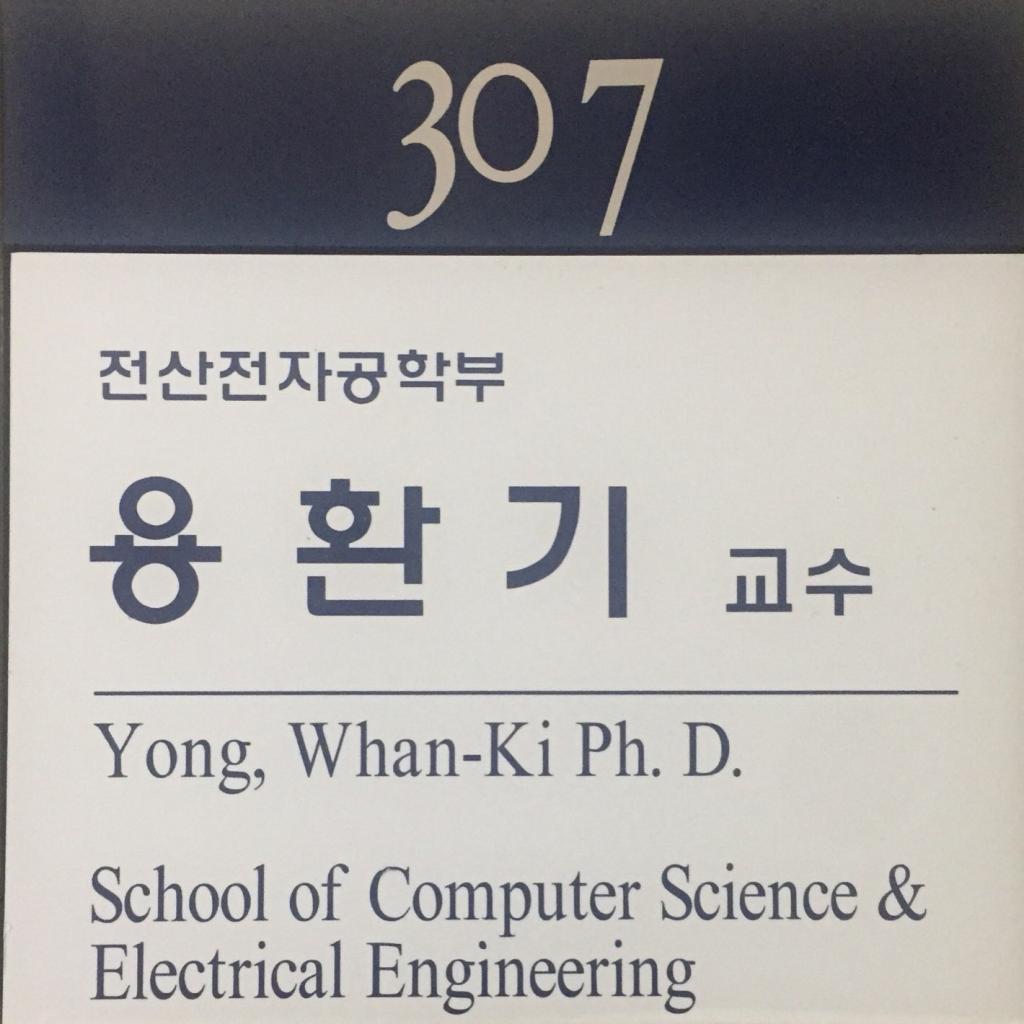 307
전산전자공학부
용환기 교수
Yong, Whan-Ki Ph. D.
School of Computer Science &
Electrical Engineering